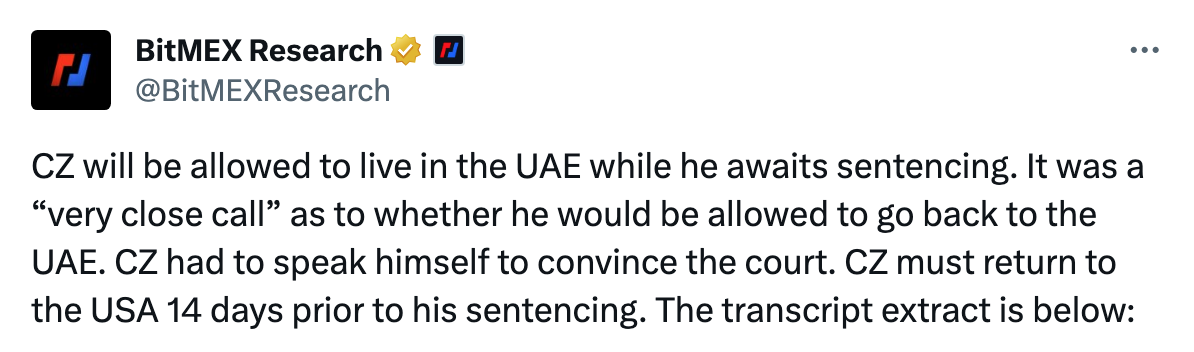 BitMEX Research
@BitMEXResearch
CZ will be allowed to live in the UAE while he awaits sentencing. It was a
“very close call” as to whether he would be allowed to go back to the
UAE. CZ had to speak himself to convince the court. CZ must return to
the USA 14 days prior to his sentencing. The transcript extract is below: